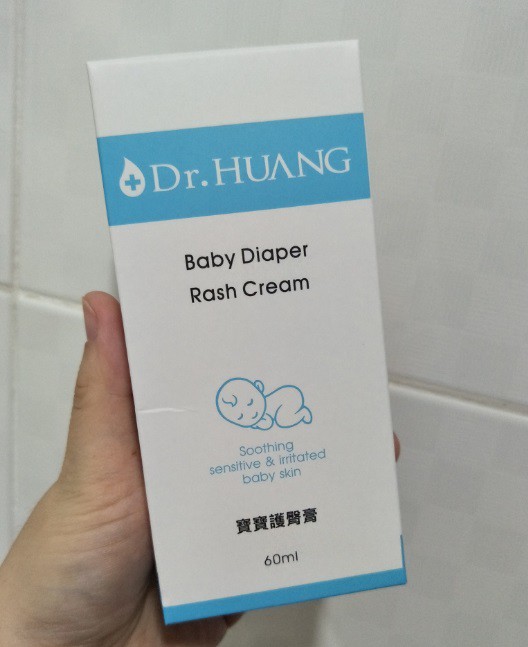 Dr.HUANG
Baby Diaper
Rash Cream
Soothing
sensitive & irritated
baby skin
寶寶護臀膏
60ml